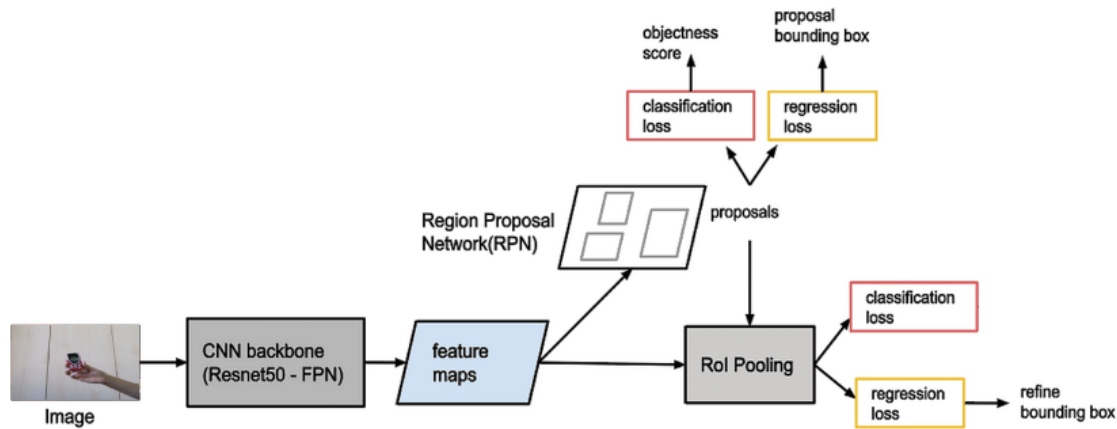 objectness
score
proposal
bounding box
classification
loss
regression
loss
Region Proposal
Network(RPN)
proposals
CNN backbone
(Resnet50 - FPN)
feature
maps
RoI Pooling
classification
loss
regression
loss
refine
bounding box
Image